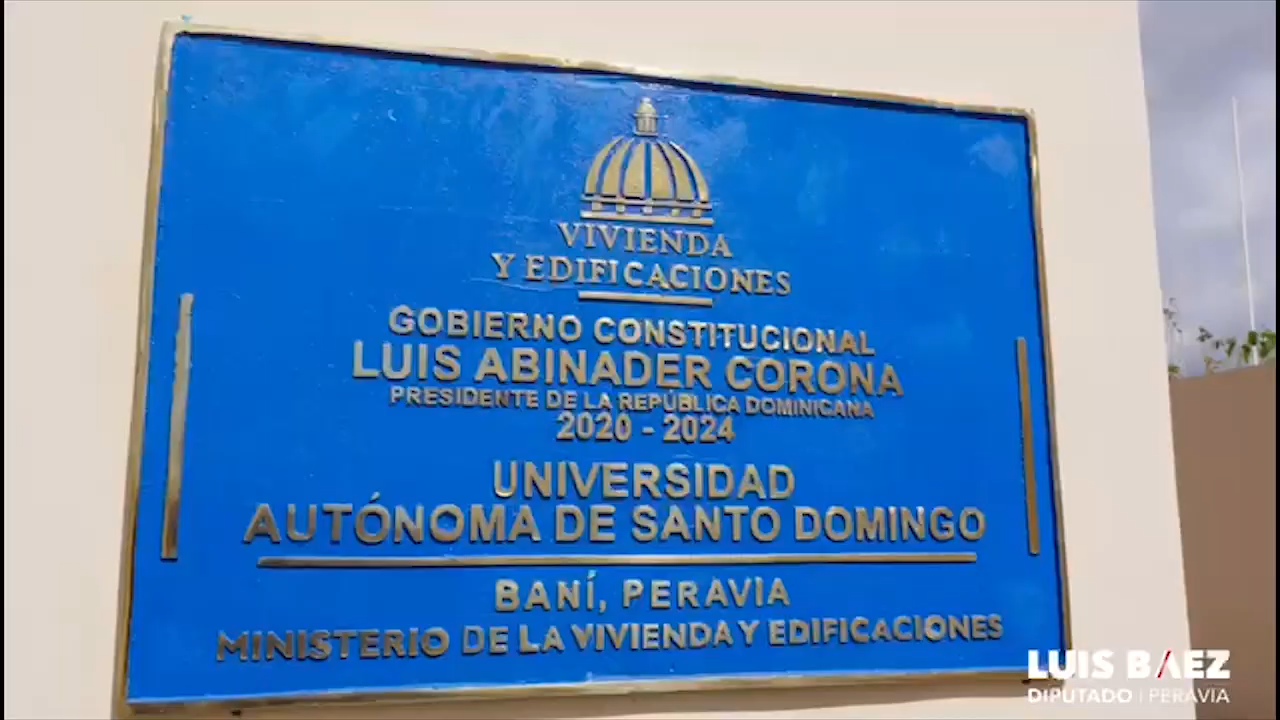 VIVIENDA
Y EDIFICACIONES
GOBIERNO CONSTITUCIONAL
LUIS ABINADER CORONA
PRESIDENTE DE LA REPÚBLICA DOMINICANA
2020 - 2024
UNIVERSIDAD
AUTÓNOMA DE SANTO DOMINGO
BANÍ, PERAVIA
MINISTERIO DE LA VIVIENDA Y EDIFICACIONES
LUIS BAEZ
DIPUTADO | PERAVIA